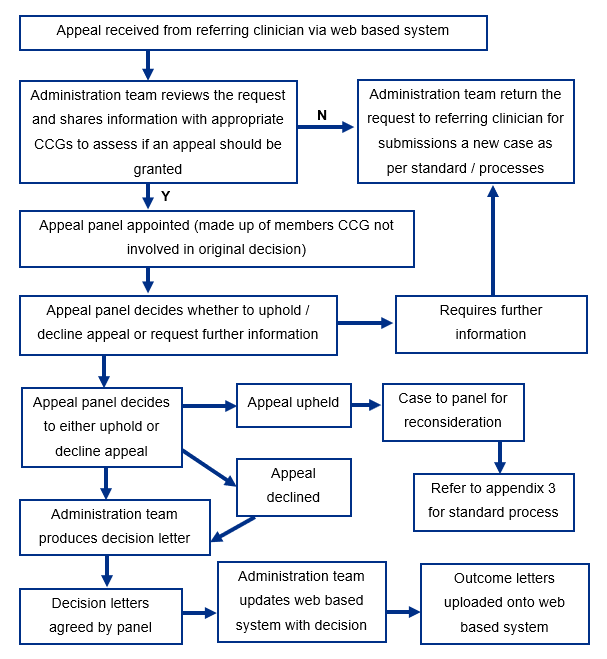 Appeal received from referring clinician via web based system
Administration team reviews the request
and shares information with appropriate
CCGs to assess if an appeal should be
granted
N
Administration team return the
request to referring clinician for
submissions a new case as
per standard / processes
Y
Appeal panel appointed (made up of members CCG not
involved in original decision)
Appeal panel decides whether to uphold /
decline appeal or request further information
Requires further
information
Appeal panel decides
to either uphold or
decline appeal
Appeal upheld
Case to panel for
reconsideration
Appeal
declined
Refer to appendix 3
for standard process
Administration team
produces decision letter
Decision letters
agreed by panel
Administration team
updates web based
system with decision
Outcome letters
uploaded onto web
based system